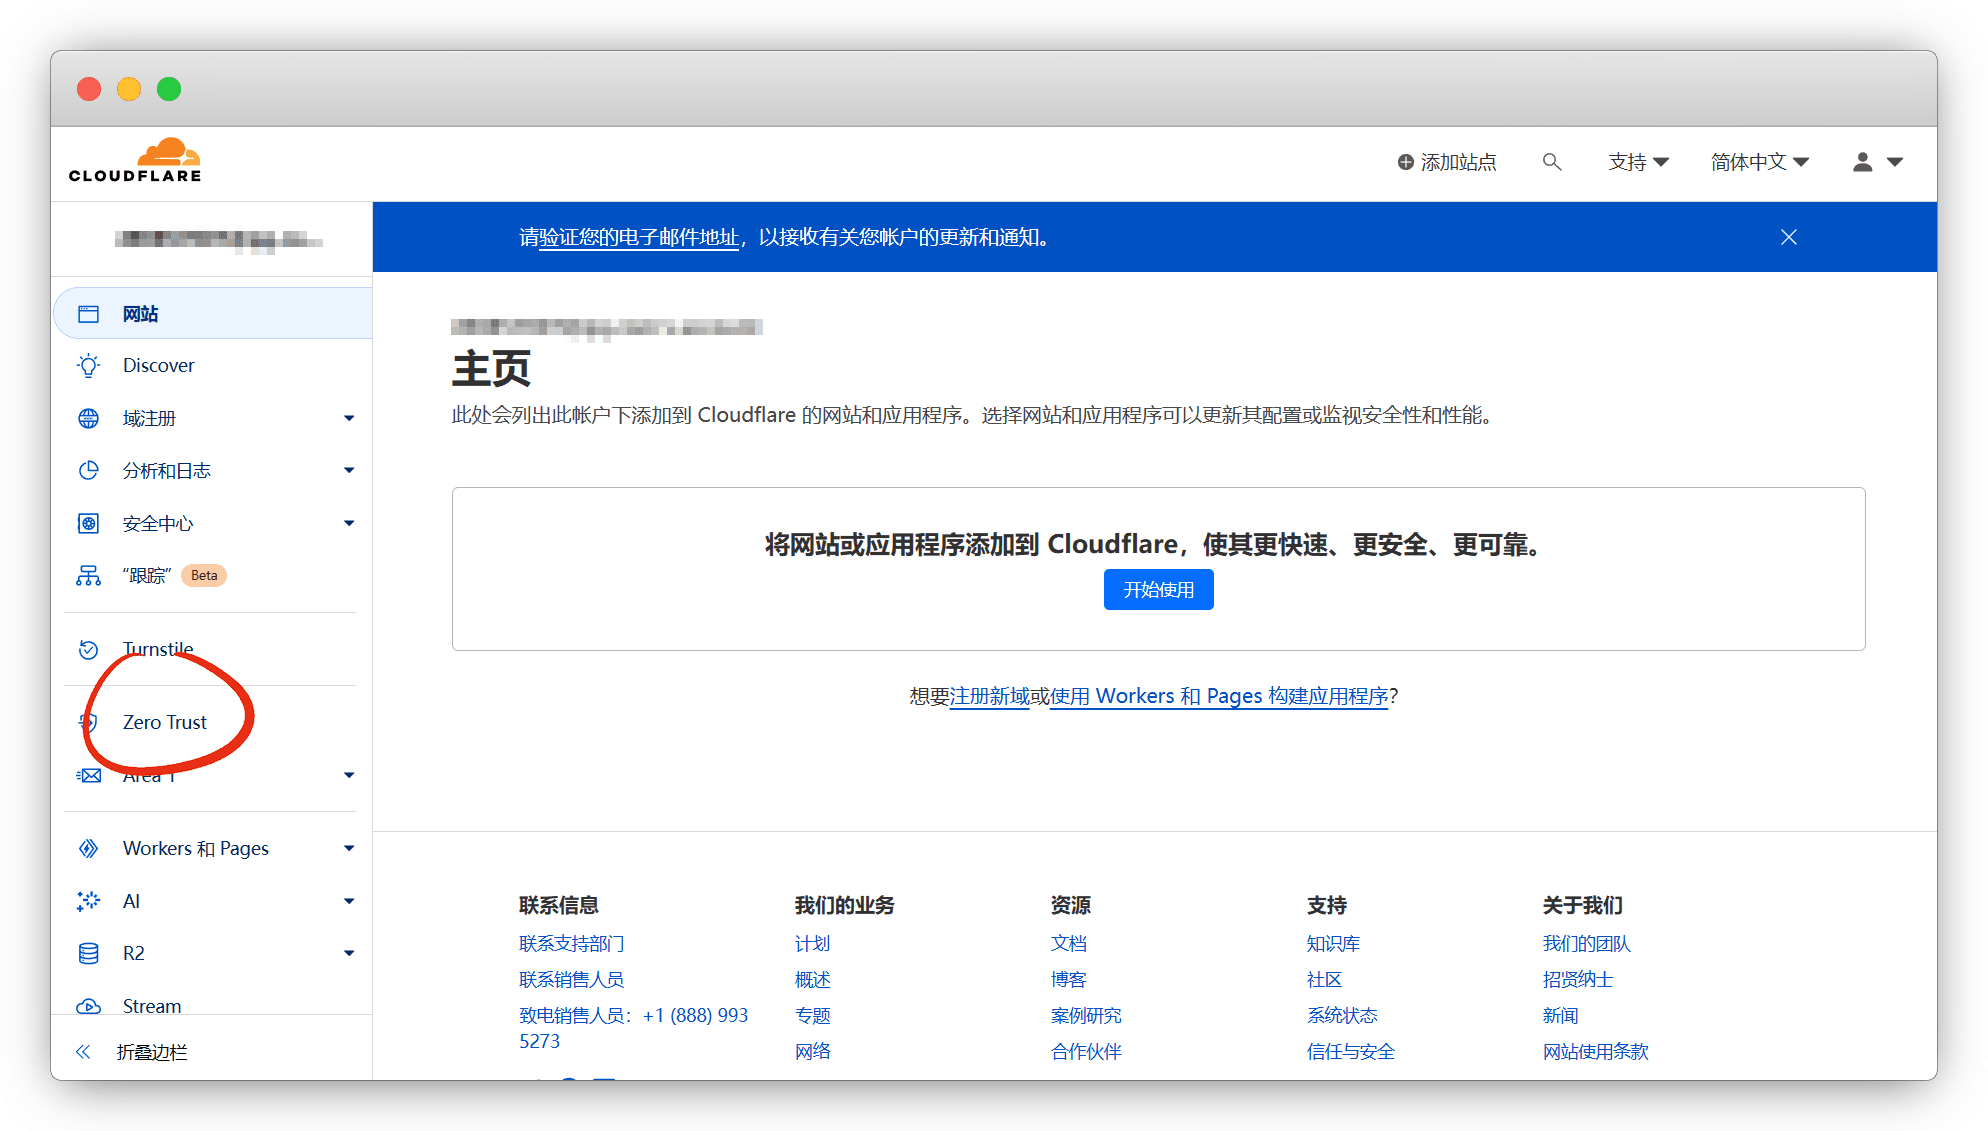 CLOUDFLARE
添加站点
支持
简体中文
请验证您的电子邮件地址，以接收有关您帐户的更新和通知。
网站
Discover
域注册
分析和日志
安全中心
“跟踪” Beta
Turnstile
Zero Trust
Area 1
Workers 和 Pages
AI
R2
Stream
折叠边栏
主页
此处会列出此帐户下添加到 Cloudflare 的网站和应用程序。选择网站和应用程序可以更新其配置或监视安全性和性能。
将网站或应用程序添加到 Cloudflare，使其更快速、更安全、更可靠。
开始使用
想要注册新域或使用 Workers 和 Pages 构建应用程序?
联系信息
联系支持部门
联系销售人员
致电销售人员：+1 (888) 993
5273
我们的业务
计划
概述
专题
网络
资源
文档
博客
案例研究
合作伙伴
支持
知识库
社区
系统状态
信任与安全
关于我们
我们的团队
招贤纳士
新闻
网站使用条款